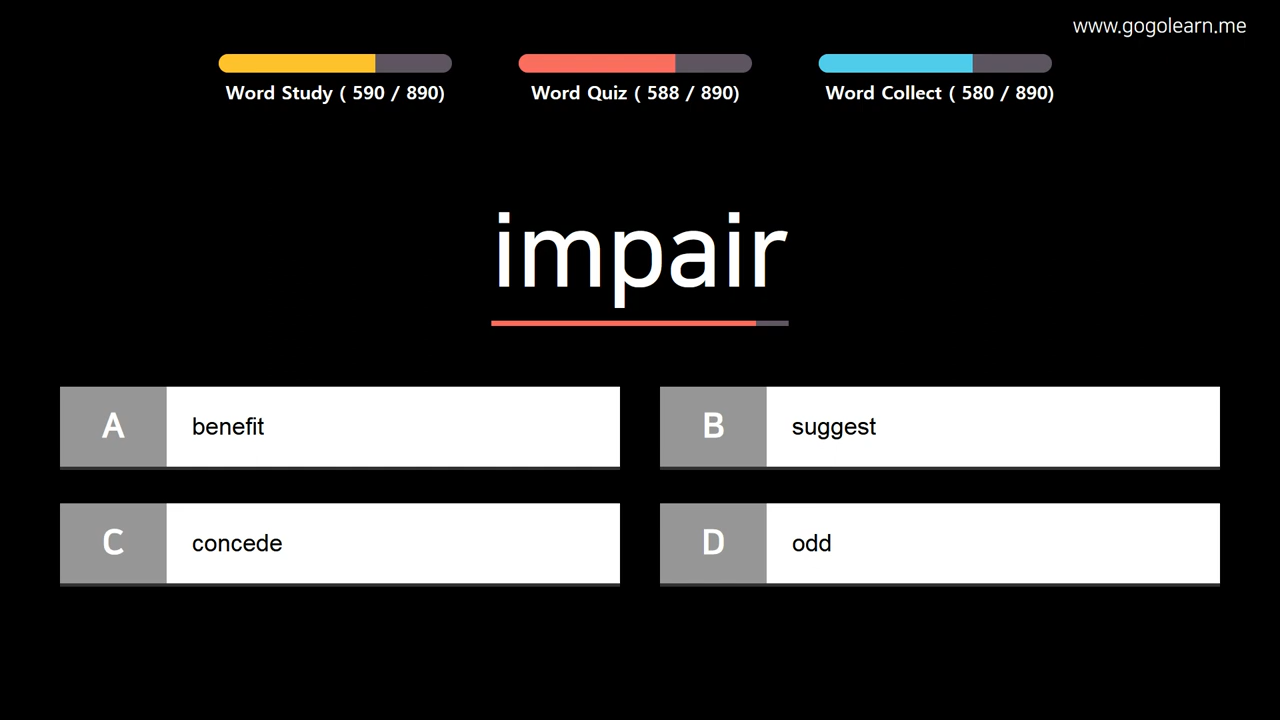 www.gogolearn.me
Word Study ( 590 / 890)
Word Quiz ( 588 / 890)
Word Collect ( 580 / 890)
impair
A benefit
B suggest
C concede
D odd